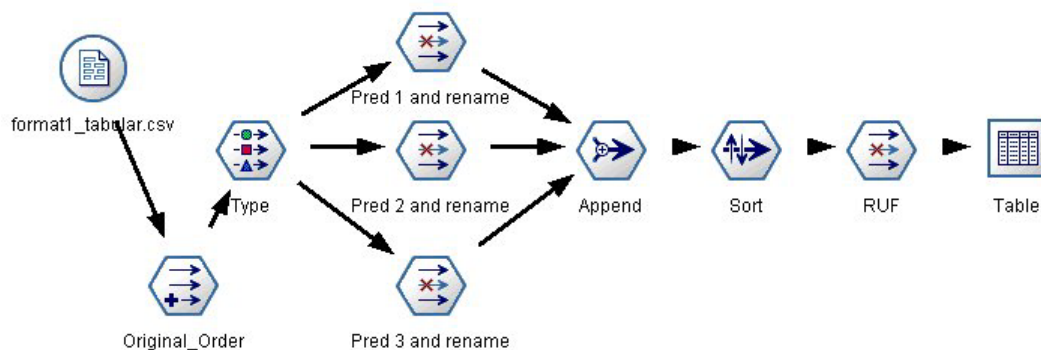 Pred 1 and rename
format1_tabular.csv
Type
Pred 2 and rename
Append
Sort
RUF
Table
Original_Order
Pred 3 and rename